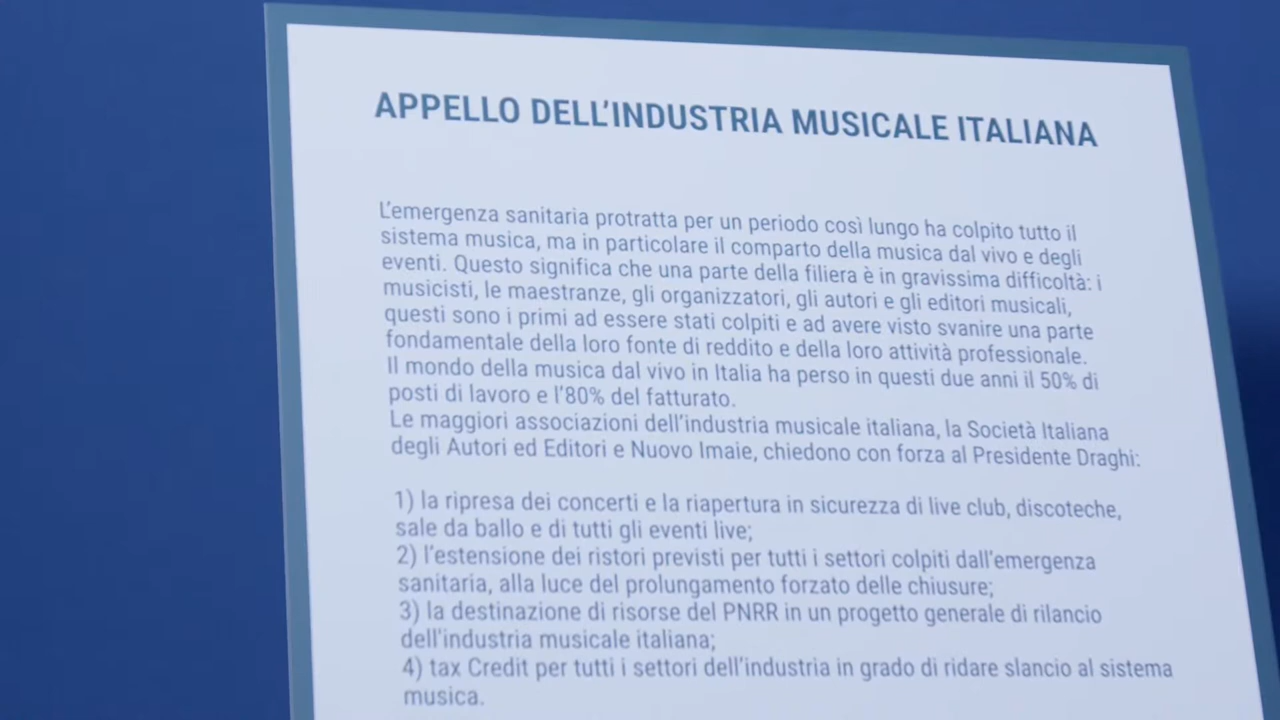 APPELLO DELL'INDUSTRIA MUSICALE ITALIANA
L'emergenza sanitaria protratta per un periodo così lungo ha colpito tutto il
sistema musica, ma in particolare il comparto della musica dal vivo e degli
eventi. Questo significa che una parte della filiera è in gravissima difficoltà: i
musicisti, le maestranze, gli organizzatori, gli autori e gli editori musicali,
questi sono i primi ad essere stati colpiti e ad avere visto svanire una parte
fondamentale della loro fonte di reddito e della loro attività professionale.
Il mondo della musica dal vivo in Italia ha perso in questi due anni il 50% di
posti di lavoro e l'80% del fatturato.
Le maggiori associazioni dell'industria musicale italiana, la Società Italiana
degli Autori ed Editori e Nuovo Imaie, chiedono con forza al Presidente Draghi:
1) la ripresa dei concerti e la riapertura in sicurezza di live club, discoteche,
sale da ballo e di tutti gli eventi live;
2) l'estensione dei ristori previsti per tutti i settori colpiti dall'emergenza
sanitaria, alla luce del prolungamento forzato delle chiusure;
3) la destinazione di risorse del PNRR in un progetto generale di rilancio
dell'industria musicale italiana;
4) tax Credit per tutti i settori dell'industria in grado di ridare slancio al sistema
musica.